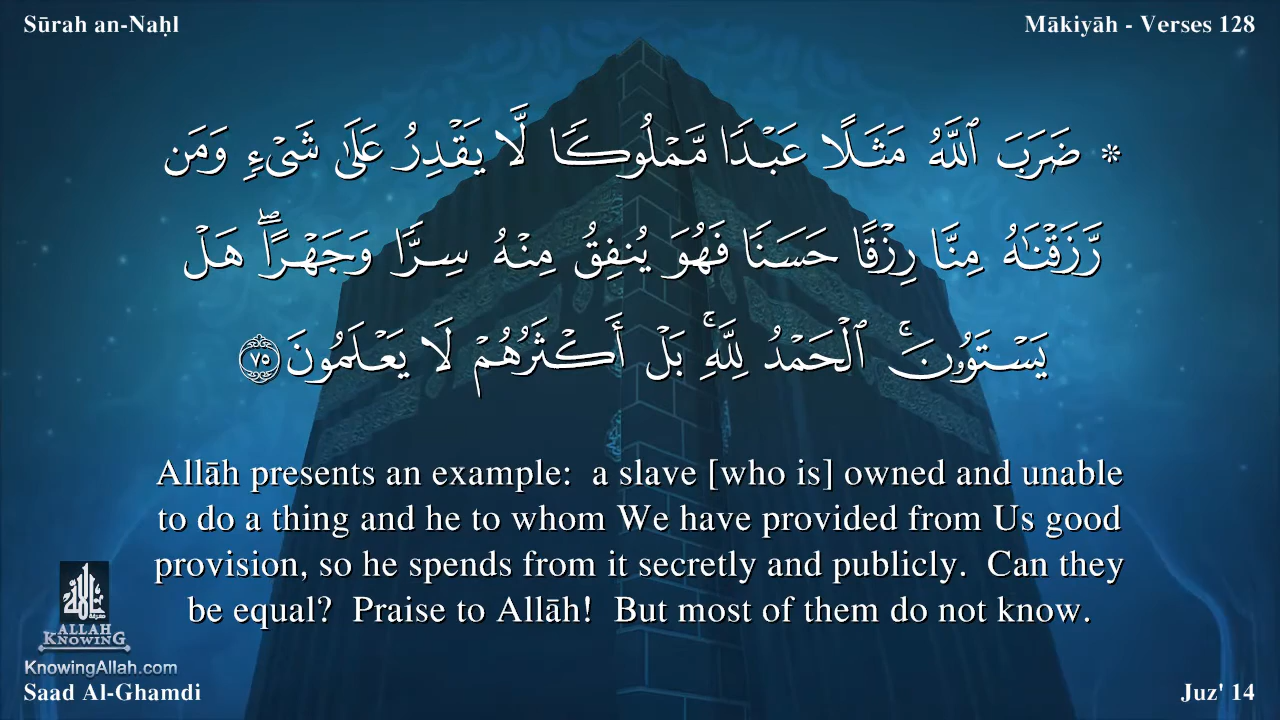 Sūrah an-Naḥl
Mākiyāh - Verses 128
۞ ضَرَبَ ٱللَّهُ مَثَلًا عَبْدًا مَّمْلُوكًا لَّا يَقْدِرُ عَلَىٰ شَىْءٍ وَمَن
رَّزَقْنَٰهُ مِنَّا رِزْقًا حَسَنًا فَهُوَ يُنفِقُ مِنْهُ سِرًّا وَجَهْرًا ۖ هَلْ
يَسْتَوُۥنَ ۚ ٱلْحَمْدُ لِلَّهِ ۚ بَلْ أَكْثَرُهُمْ لَا يَعْلَمُونَ ٧٥
Allāh presents an example:  a slave [who is] owned and unable
to do a thing and he to whom We have provided from Us good
provision, so he spends from it secretly and publicly.  Can they
be equal?  Praise to Allāh!  But most of them do not know.
ALLAH
KNOWING
KnowingAllah.com
Saad Al-Ghamdi
Juz' 14